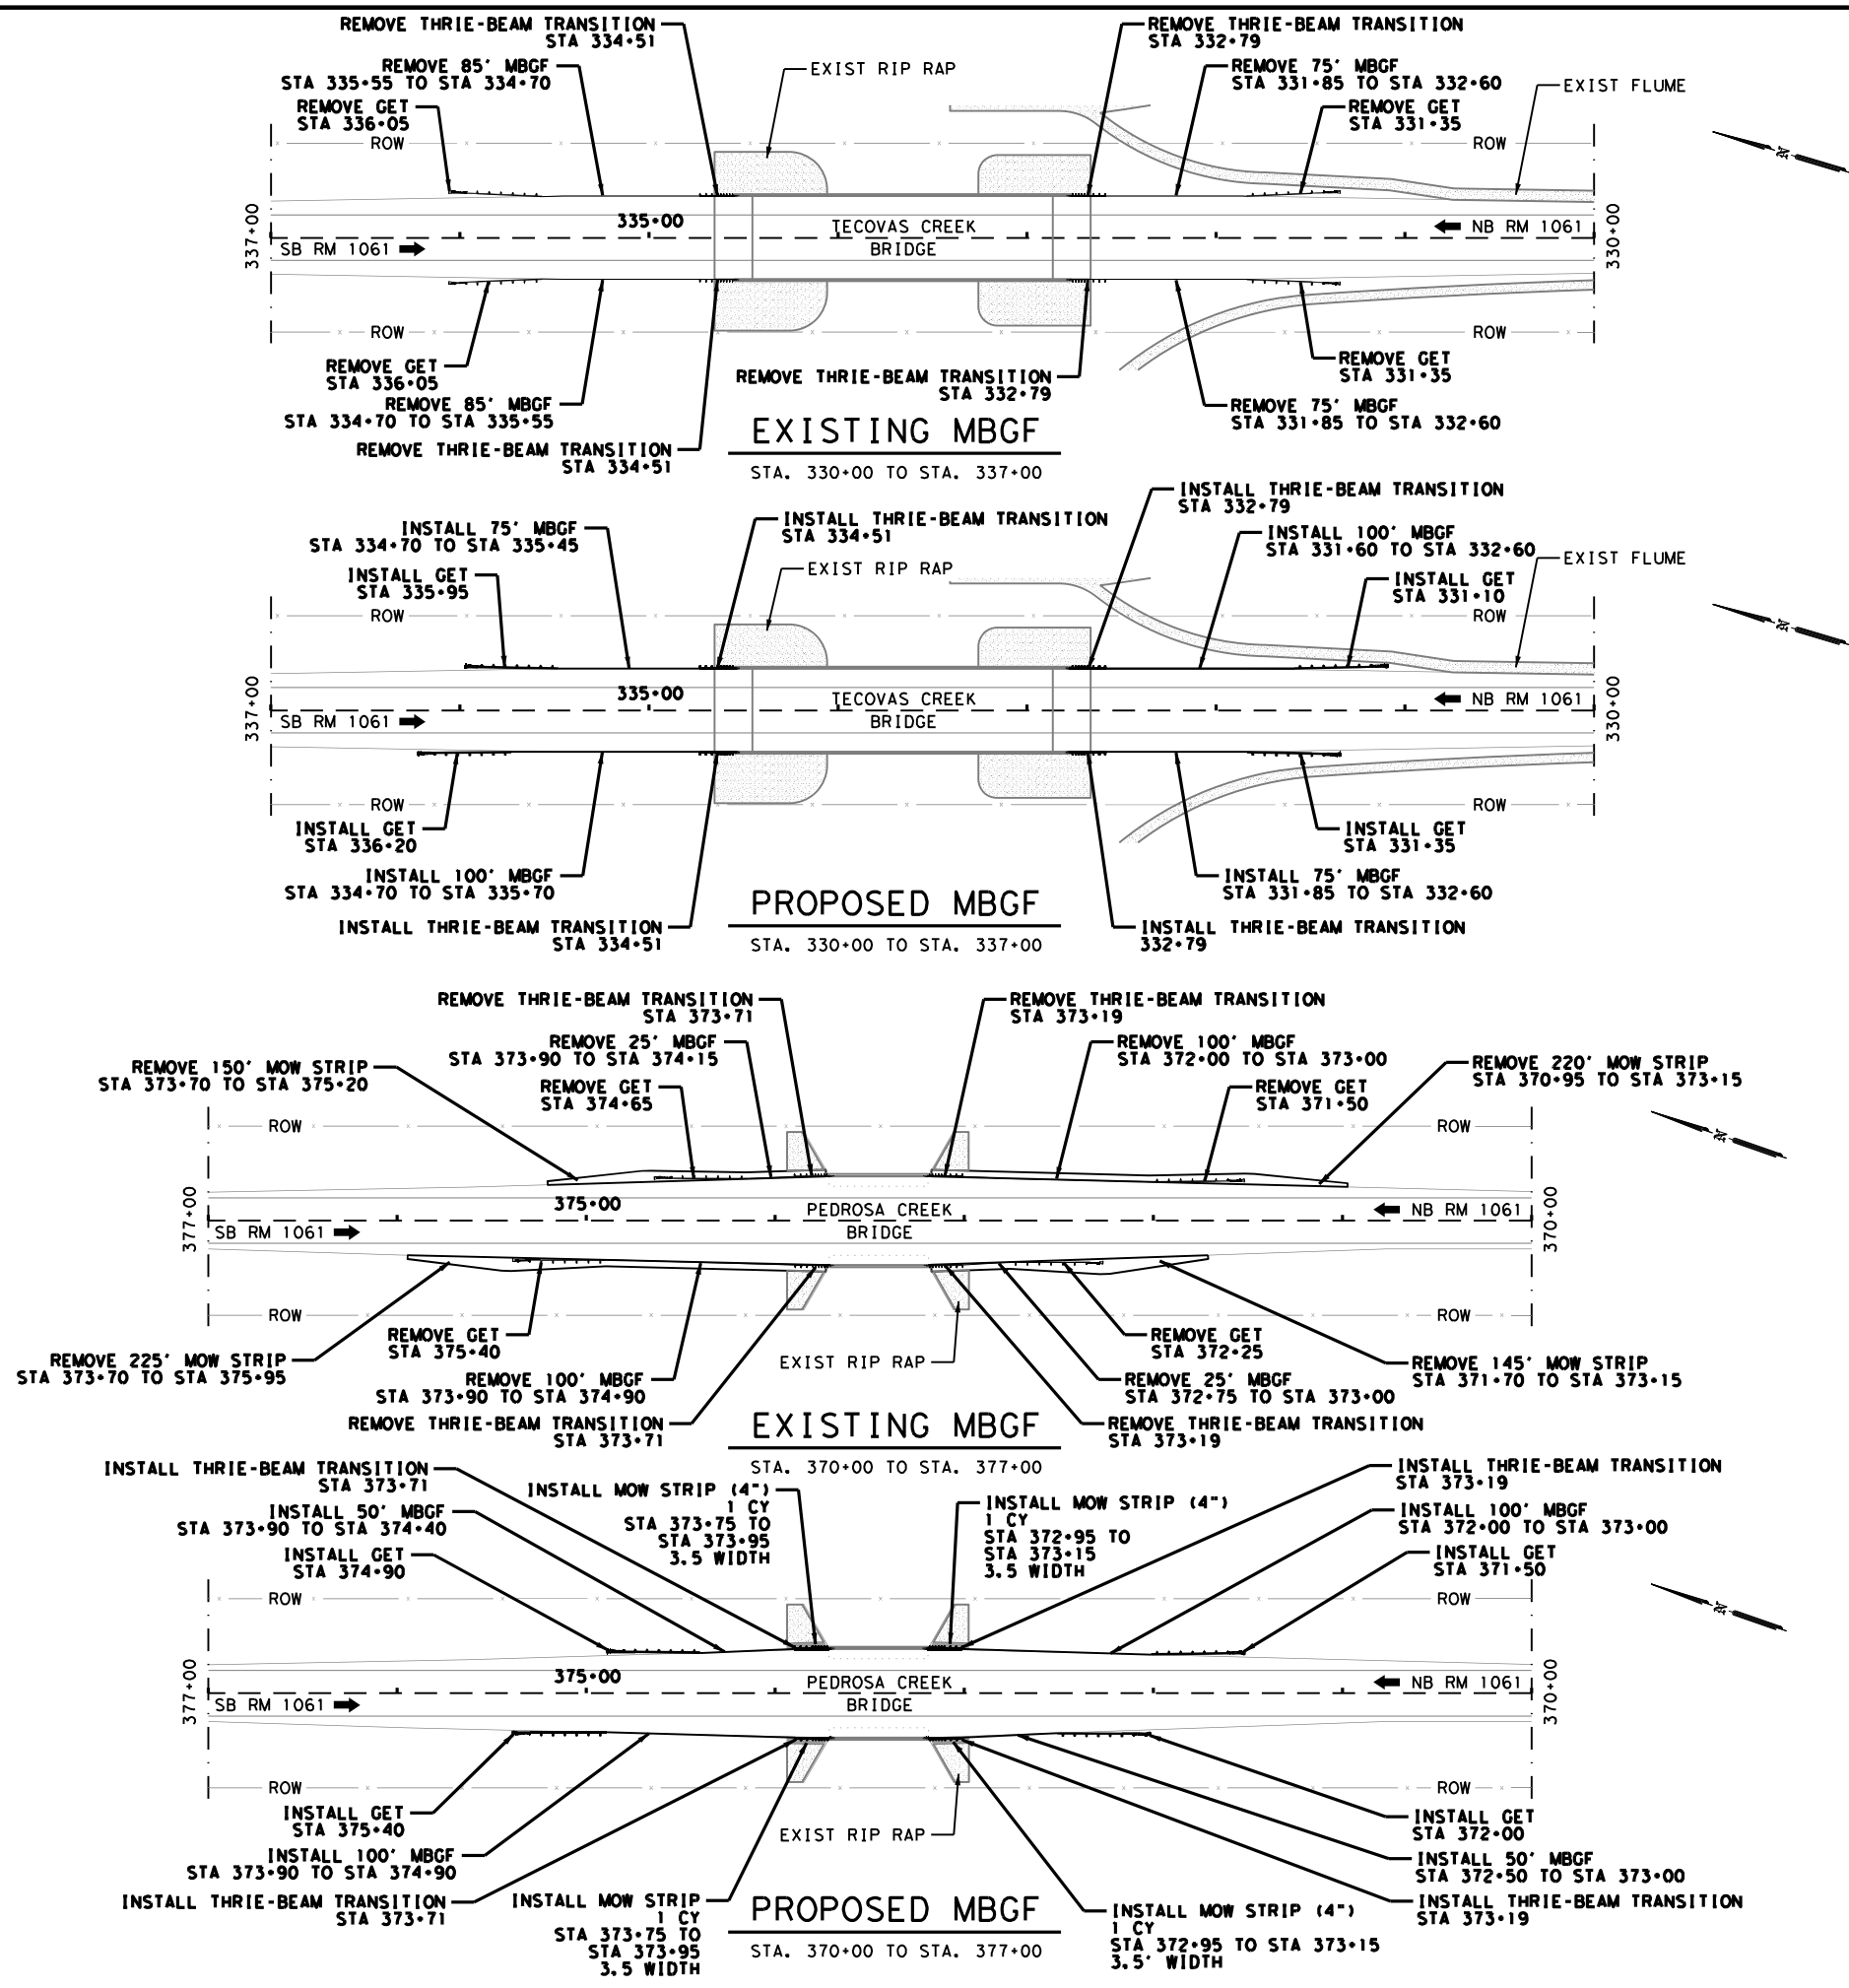 REMOVE THRIE-BEAM TRANSITION
STA 334+51
REMOVE THRIE-BEAM TRANSITION
STA 332+79
REMOVE 85' MBGF
STA 335+55 TO STA 334+70
EXIST RIP RAP
REMOVE 75' MBGF
STA 331+85 TO STA 332+60
EXIST FLUME
REMOVE GET
STA 336+05
REMOVE GET
STA 331+35
ROW
ROW
N
337+00
335+00
TECOVAS CREEK
BRIDGE
SB RM 1061
NB RM 1061
330+00
ROW
ROW
REMOVE GET
STA 336+05
REMOVE THRIE-BEAM TRANSITION
STA 332+79
REMOVE GET
STA 331+35
REMOVE 85' MBGF
STA 334+70 TO STA 335+55
REMOVE 75' MBGF
STA 331+85 TO STA 332+60
REMOVE THRIE-BEAM TRANSITION
STA 334+51
EXISTING MBGF
STA. 330+00 TO STA. 337+00
INSTALL THRIE-BEAM TRANSITION
STA 332+79
INSTALL 75' MBGF
STA 334+70 TO STA 335+45
INSTALL THRIE-BEAM TRANSITION
STA 334+51
INSTALL 100' MBGF
STA 331+60 TO STA 332+60
EXIST FLUME
INSTALL GET
STA 335+95
EXIST RIP RAP
INSTALL GET
STA 331+10
ROW
ROW
N
337+00
335+00
TECOVAS CREEK
BRIDGE
SB RM 1061
NB RM 1061
330+00
ROW
ROW
INSTALL GET
STA 336+20
INSTALL GET
STA 331+35
INSTALL 100' MBGF
STA 334+70 TO STA 335+70
INSTALL 75' MBGF
STA 331+85 TO STA 332+60
INSTALL THRIE-BEAM TRANSITION
STA 334+51
INSTALL THRIE-BEAM TRANSITION
332+79
PROPOSED MBGF
STA. 330+00 TO STA. 337+00
REMOVE THRIE-BEAM TRANSITION
STA 373+71
REMOVE THRIE-BEAM TRANSITION
STA 373+19
REMOVE 25' MBGF
STA 373+90 TO STA 374+15
REMOVE 100' MBGF
STA 372+00 TO STA 373+00
REMOVE 150' MOW STRIP
STA 373+70 TO STA 375+20
REMOVE 220' MOW STRIP
STA 370+95 TO STA 373+15
REMOVE GET
STA 374+65
REMOVE GET
STA 371+50
ROW
ROW
N
377+00
375+00
PEDROSA CREEK
BRIDGE
SB RM 1061
NB RM 1061
370+00
ROW
ROW
REMOVE GET
STA 375+40
REMOVE GET
STA 372+25
REMOVE 225' MOW STRIP
STA 373+70 TO STA 375+95
EXIST RIP RAP
REMOVE 145' MOW STRIP
STA 371+70 TO STA 373+15
REMOVE 100' MBGF
STA 373+90 TO STA 374+90
REMOVE 25' MBGF
STA 372+75 TO STA 373+00
REMOVE THRIE-BEAM TRANSITION
STA 373+71
REMOVE THRIE-BEAM TRANSITION
STA 373+19
EXISTING MBGF
STA. 370+00 TO STA. 377+00
INSTALL THRIE-BEAM TRANSITION
STA 373+71
INSTALL THRIE-BEAM TRANSITION
STA 373+19
INSTALL MOW STRIP (4")
1 CY
STA 373+75 TO
STA 373+95
3.5 WIDTH
INSTALL MOW STRIP (4")
1 CY
STA 372+95 TO
STA 373+15
3.5 WIDTH
INSTALL 50' MBGF
STA 373+90 TO STA 374+40
INSTALL 100' MBGF
STA 372+00 TO STA 373+00
INSTALL GET
STA 374+90
INSTALL GET
STA 371+50
ROW
ROW
N
377+00
375+00
PEDROSA CREEK
BRIDGE
SB RM 1061
NB RM 1061
370+00
ROW
ROW
INSTALL GET
STA 375+40
EXIST RIP RAP
INSTALL GET
STA 372+00
INSTALL 100' MBGF
STA 373+90 TO STA 374+90
INSTALL 50' MBGF
STA 372+50 TO STA 373+00
INSTALL THRIE-BEAM TRANSITION
STA 373+71
INSTALL THRIE-BEAM TRANSITION
STA 373+19
INSTALL MOW STRIP
1 CY
STA 373+75 TO
STA 373+95
3.5 WIDTH
INSTALL MOW STRIP (4")
1 CY
STA 372+95 TO STA 373+15
3.5' WIDTH
PROPOSED MBGF
STA. 370+00 TO STA. 377+00